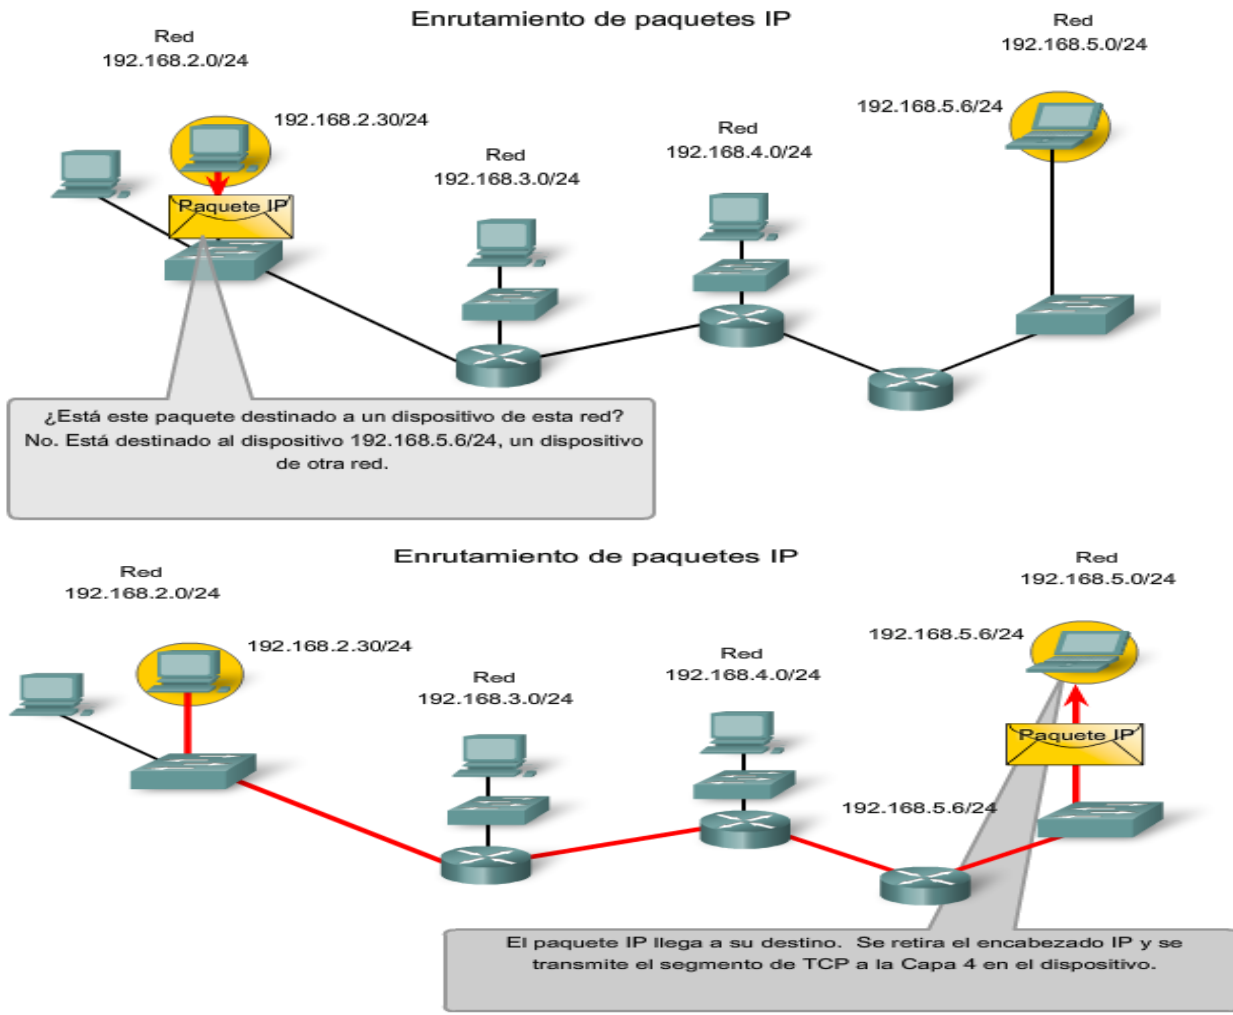 Enrutamiento de paquetes IP
Red
192.168.2.0/24
Red
192.168.5.0/24
192.168.2.30/24
192.168.5.6/24
Red
192.168.3.0/24
Red
192.168.4.0/24
Paquete IP
¿Está este paquete destinado a un dispositivo de esta red?
No. Está destinado al dispositivo 192.168.5.6/24, un dispositivo
de otra red.
Enrutamiento de paquetes IP
Red
192.168.2.0/24
Red
192.168.5.0/24
192.168.2.30/24
192.168.5.6/24
Red
192.168.3.0/24
Red
192.168.4.0/24
Paquete IP
192.168.5.6/24
El paquete IP llega a su destino. Se retira el encabezado IP y se
transmite el segmento de TCP a la Capa 4 en el dispositivo.